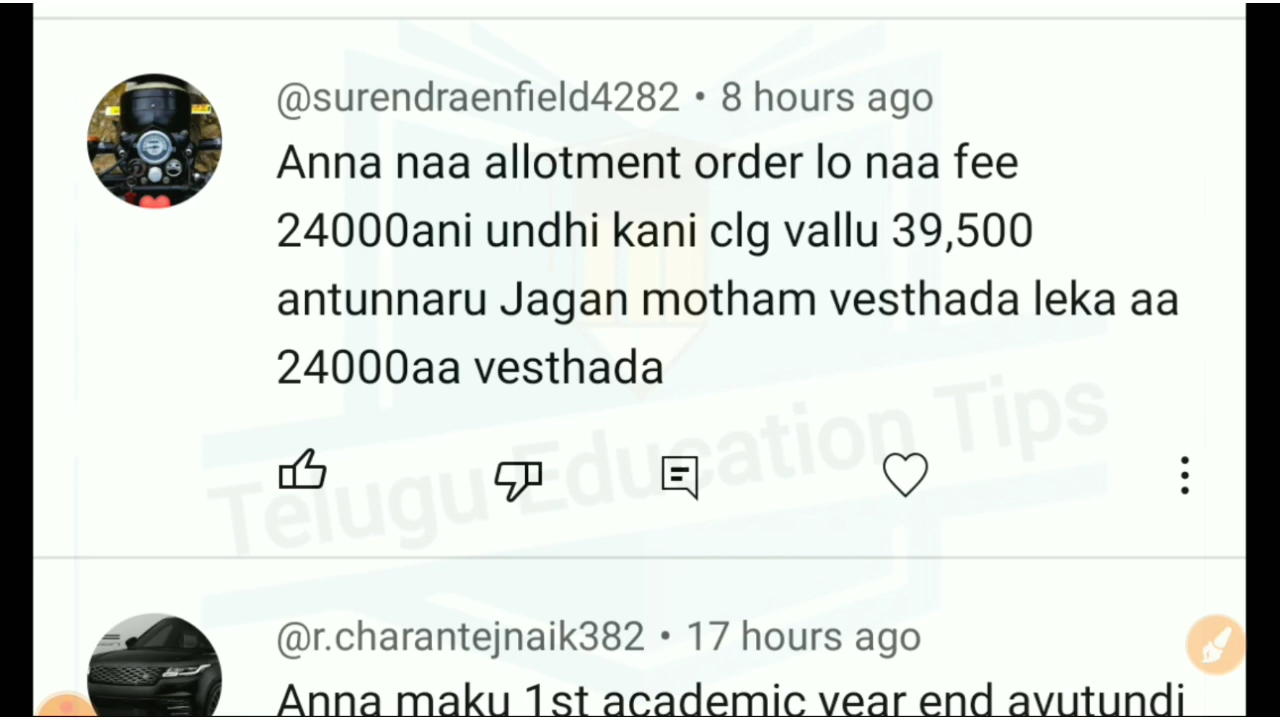 @surendraenfield4282 • 8 hours ago
Anna naa allotment order lo naa fee
24000ani undhi kani clg vallu 39,500
antunnaru Jagan motham vesthada leka aa
24000aa vesthada
Telugu Education Tips
@r.charantejnaik382 • 17 hours ago
Anna maku 1st academic year end avutundi